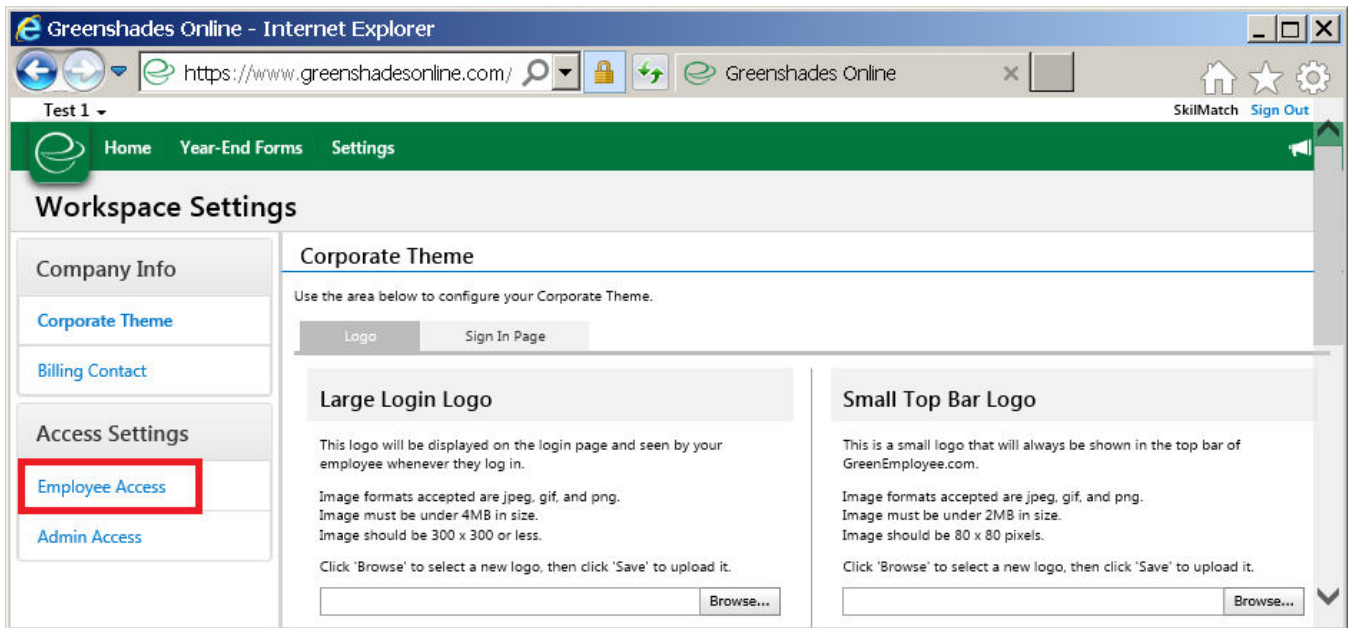 Greenshades Online - Internet Explorer
https://www.greenshadesonline.com/
Greenshades Online
Test 1
SkilMatch Sign Out
Home Year-End Forms Settings
Workspace Settings
Company Info
Corporate Theme
Billing Contact
Access Settings
Employee Access
Admin Access
Corporate Theme
Use the area below to configure your Corporate Theme.
Logo Sign In Page
Large Login Logo
This logo will be displayed on the login page and seen by your
employee whenever they log in.
Image formats accepted are jpeg, gif, and png.
Image must be under 4MB in size.
Image should be 300 x 300 or less.
Click 'Browse' to select a new logo, then click 'Save' to upload it.
Browse...
Small Top Bar Logo
This is a small logo that will always be shown in the top bar of
GreenEmployee.com.
Image formats accepted are jpeg, gif, and png.
Image must be under 2MB in size.
Image should be 80 x 80 pixels.
Click 'Browse' to select a new logo, then click 'Save' to upload it.
Browse...